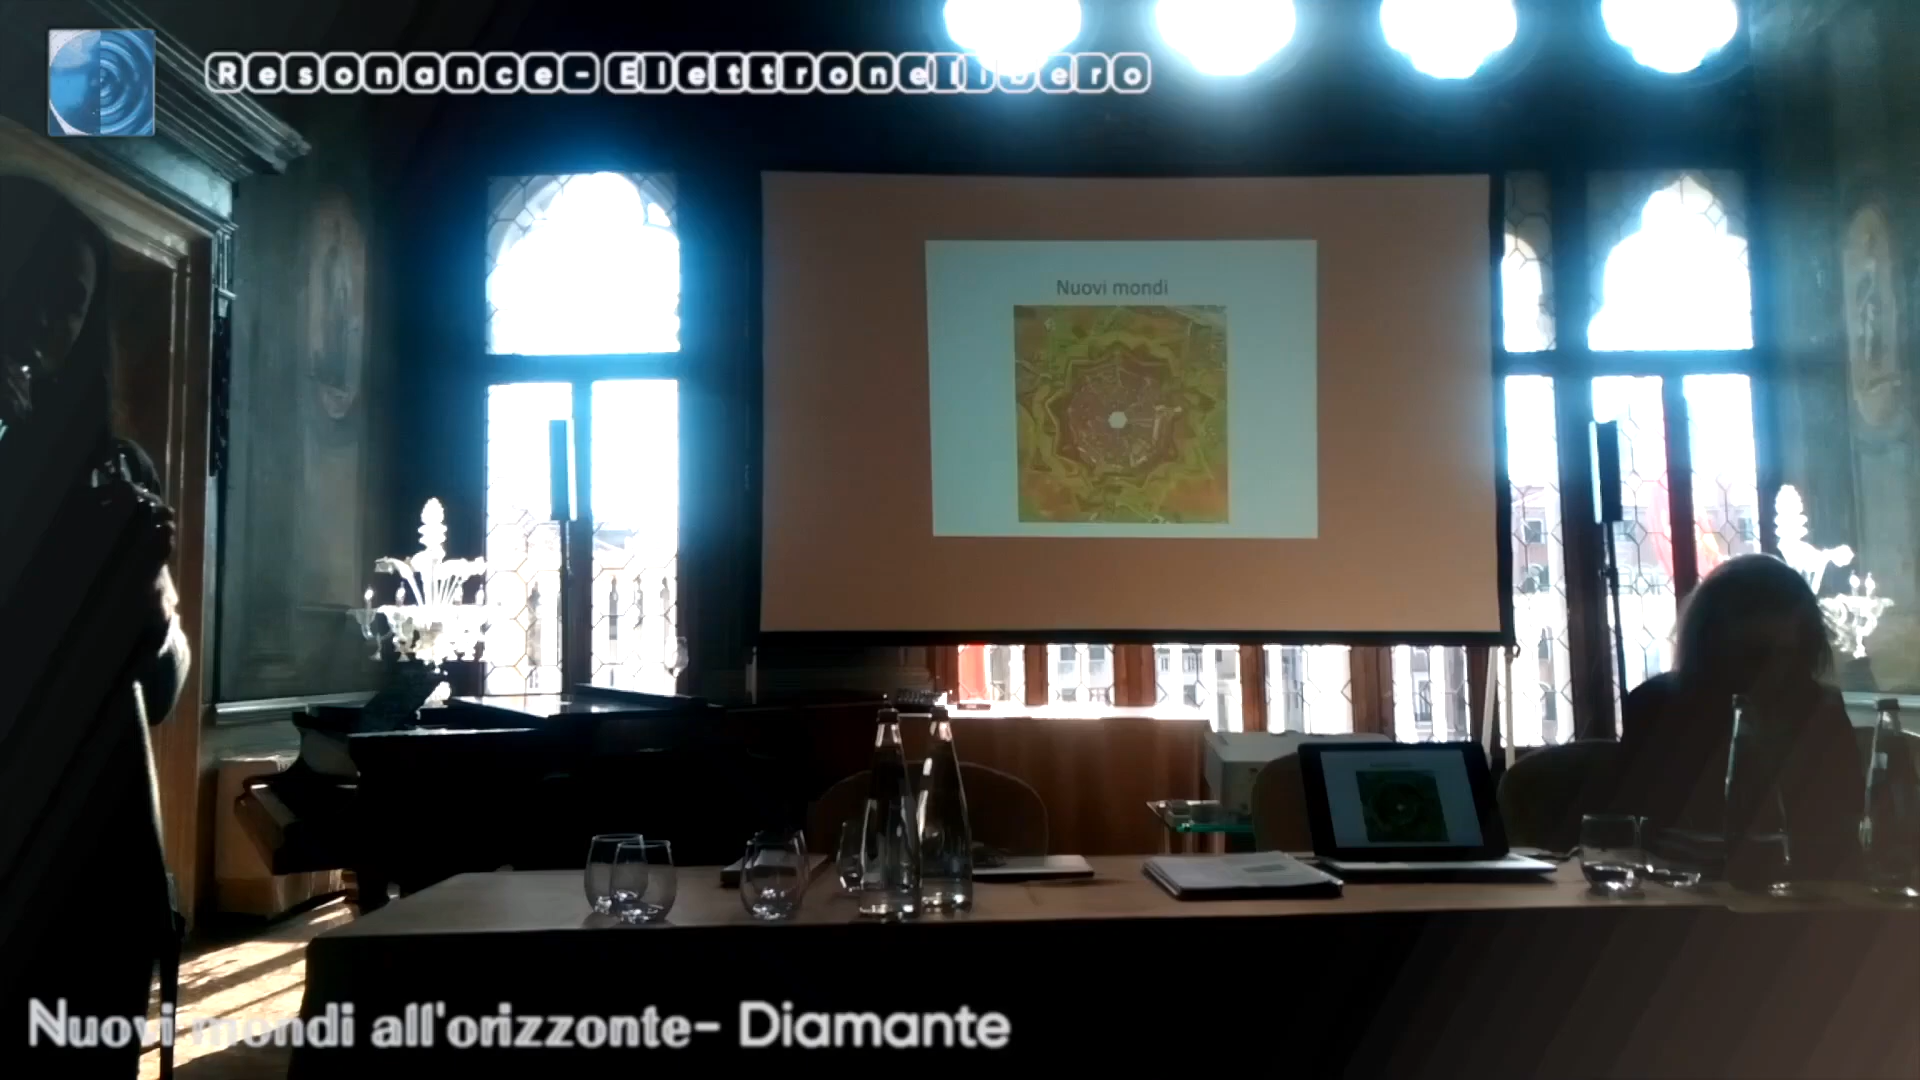 Resonance-Elettronelibero
Nuovi mondi
Nuovi mondi all'orizzonte- Diamante